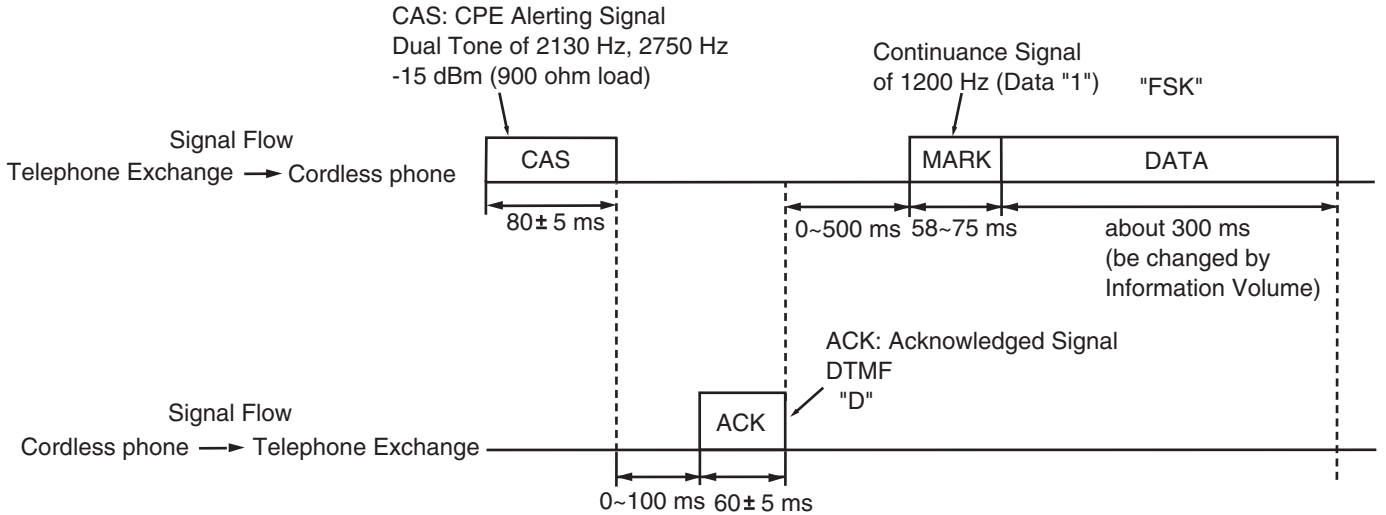 CAS: CPE Alerting Signal
Dual Tone of 2130 Hz, 2750 Hz
-15 dBm (900 ohm load)
Continuance Signal
of 1200 Hz (Data "1")
"FSK"
Signal Flow
Telephone Exchange → Cordless phone
CAS
MARK
DATA
80± 5 ms
0~500 ms
58~75 ms
about 300 ms
(be changed by
Information Volume)
ACK: Acknowledged Signal
DTMF
"D"
Signal Flow
Cordless phone → Telephone Exchange
ACK
0~100 ms
60± 5 ms